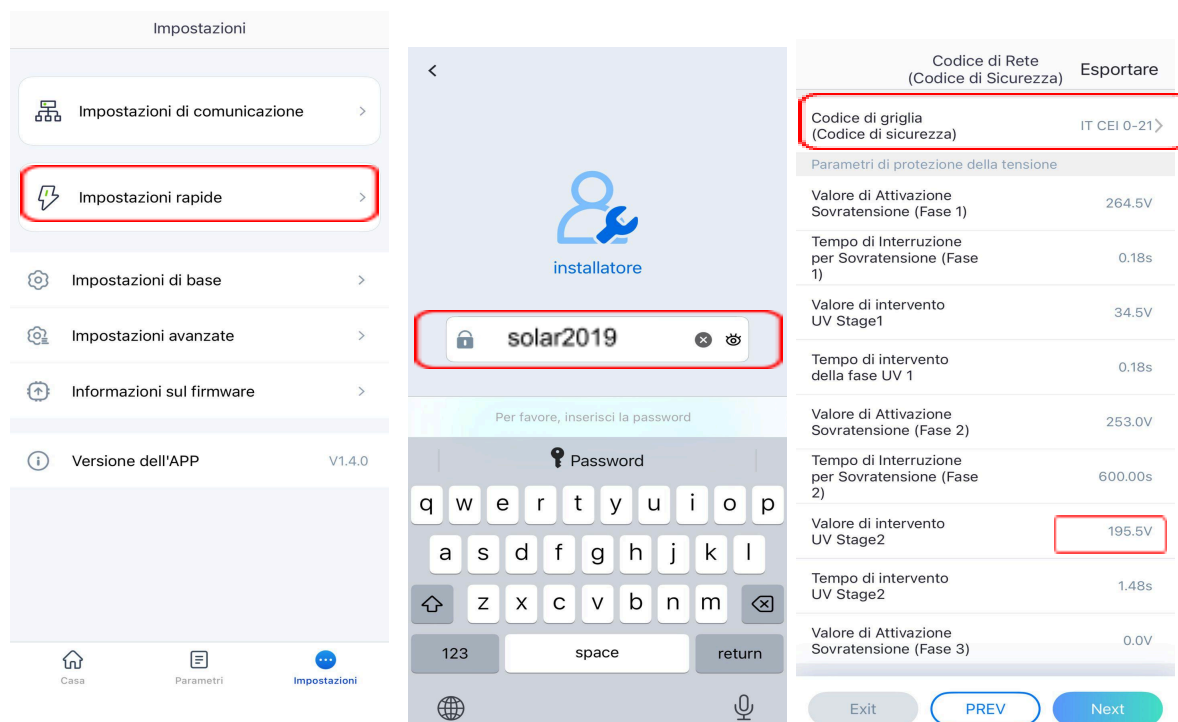 Impostazioni
Impostazioni di comunicazione
Impostazioni rapide
Impostazioni di base
Impostazioni avanzate
Informazioni sul firmware
Versione dell'APP V1.4.0
Casa Parametri Impostazioni
installatore
solar2019
Per favore, inserisci la password
Password
q w e r t y u i o p
a s d f g h j k l
z x c v b n m
123 space return
Codice di Rete
(Codice di Sicurezza) Esportare
Codice di griglia
(Codice di sicurezza) IT CEI 0-21
Parametri di protezione della tensione
Valore di Attivazione
Sovratensione (Fase 1) 264.5V
Tempo di Interruzione
per Sovratensione (Fase 0.18s
1)
Valore di intervento
UV Stage1 34.5V
Tempo di intervento
della fase UV 1 0.18s
Valore di Attivazione
Sovratensione (Fase 2) 253.0V
Tempo di Interruzione
per Sovratensione (Fase 600.00s
2)
Valore di intervento
UV Stage2 195.5V
Tempo di intervento
UV Stage2 1.48s
Valore di Attivazione
Sovratensione (Fase 3) 0.0V
Exit PREV Next